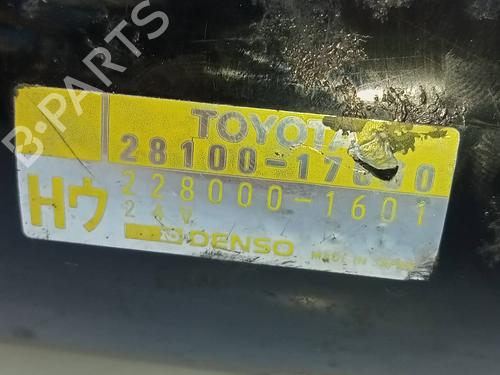 B-PARTS
TOYOTA
28100-17
Hウ
228000-1601
24V
DENSO
MADE IN JAPAN